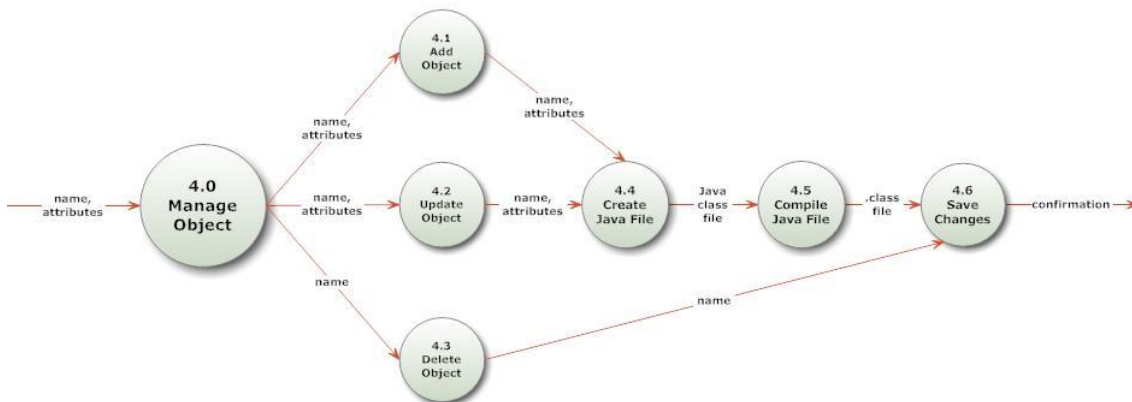 4.1
Add
Object
name,
attributes
name,
attributes
4.0
Manage
Object
name,
attributes
name,
attributes
4.2
Update
Object
name,
attributes
4.4
Create
Java File
Java
class
file
4.5
Compile
Java File
.class
file
4.6
Save
Changes
confirmation
name
name
4.3
Delete
Object